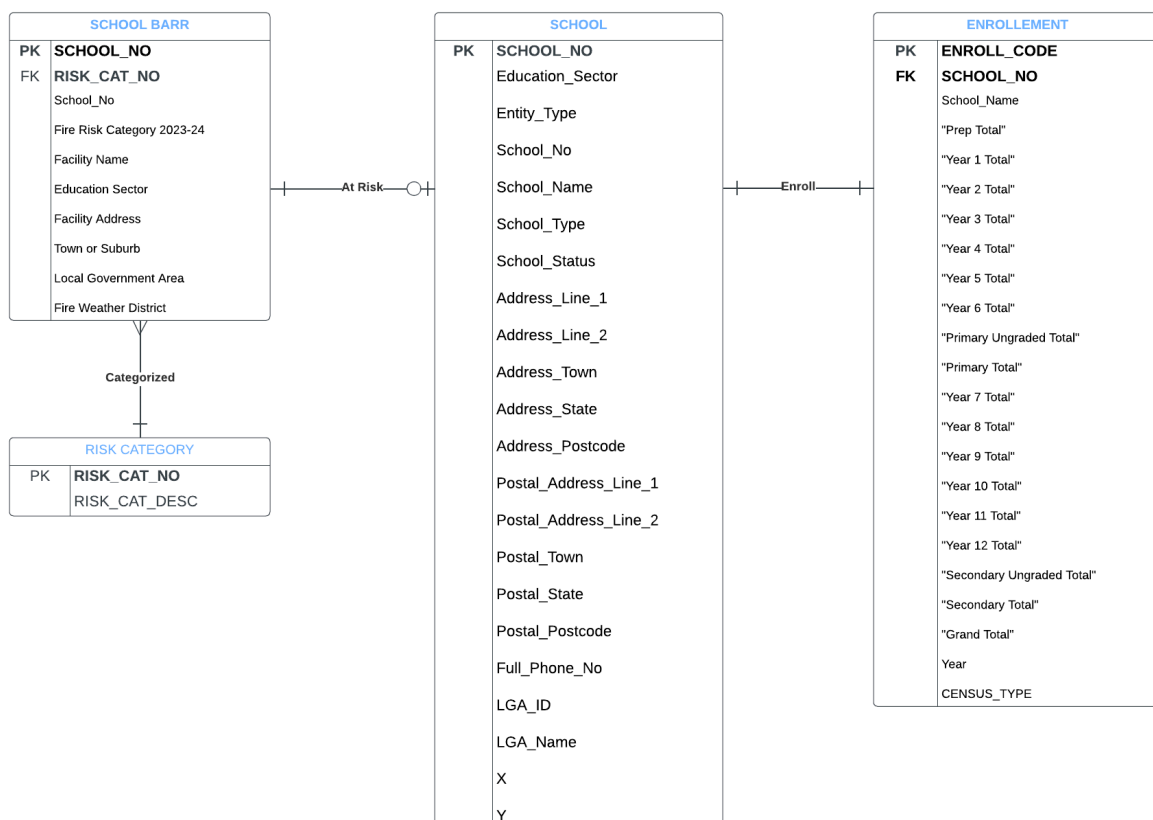 SCHOOL BARR
PK SCHOOL_NO
FK RISK_CAT_NO
School_No
Fire Risk Category 2023-24
Facility Name
Education Sector
Facility Address
Town or Suburb
Local Government Area
Fire Weather District
Categorized
RISK CATEGORY
PK RISK_CAT_NO
RISK_CAT_DESC
At Risk
SCHOOL
PK SCHOOL_NO
Education_Sector
Entity_Type
School_No
School_Name
School_Type
School_Status
Address_Line_1
Address_Line_2
Address_Town
Address_State
Address_Postcode
Postal_Address_Line_1
Postal_Address_Line_2
Postal_Town
Postal_State
Postal_Postcode
Full_Phone_No
LGA_ID
LGA_Name
X
Y
Enroll
ENROLLEMENT
PK ENROLL_CODE
FK SCHOOL_NO
School_Name
"Prep Total"
"Year 1 Total"
"Year 2 Total"
"Year 3 Total"
"Year 4 Total"
"Year 5 Total"
"Year 6 Total"
"Primary Ungraded Total"
"Primary Total"
"Year 7 Total"
"Year 8 Total"
"Year 9 Total"
"Year 10 Total"
"Year 11 Total"
"Year 12 Total"
"Secondary Ungraded Total"
"Secondary Total"
"Grand Total"
Year
CENSUS_TYPE